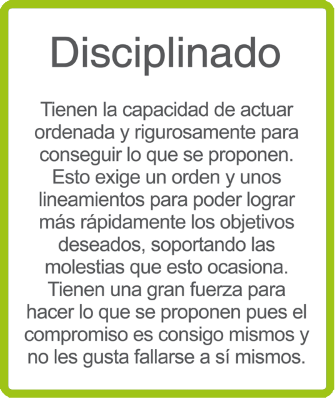 Disciplinado
Tienen la capacidad de actuar
ordenada y rigurosamente para
conseguir lo que se proponen.
Esto exige un orden y unos
lineamientos para poder lograr
más rápidamente los objetivos
deseados, soportando las
molestias que esto ocasiona.
Tienen una gran fuerza para
hacer lo que se proponen pues el
compromiso es consigo mismos y
no les gusta fallarse a sí mismos.